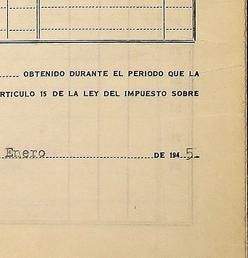 OBTENIDO DURANTE EL PERIODO QUE LA
ARTICULO 15 DE LA LEY DEL IMPUESTO SOBRE
Enero DE 194 5.